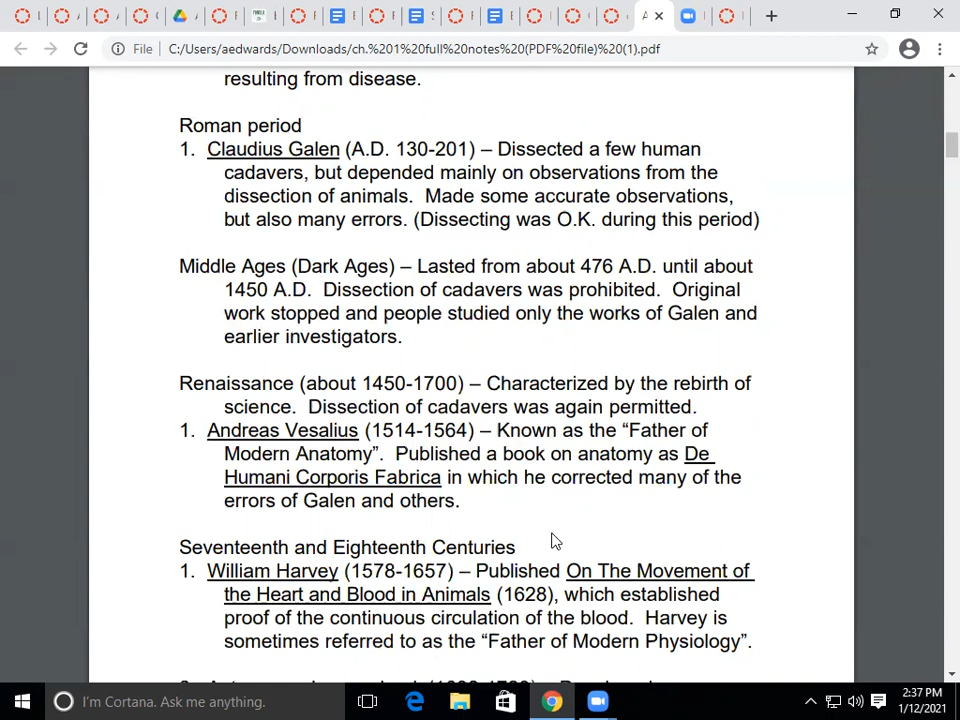 File
C:/Users/aedwards/Downloads/ch.%201%20full%20notes%20(PDF%20file)%20(1).pdf
resulting from disease.
Roman period
1. Claudius Galen (A.D. 130-201) – Dissected a few human
cadavers, but depended mainly on observations from the
dissection of animals. Made some accurate observations,
but also many errors. (Dissecting was O.K. during this period)
Middle Ages (Dark Ages) – Lasted from about 476 A.D. until about
1450 A.D. Dissection of cadavers was prohibited. Original
work stopped and people studied only the works of Galen and
earlier investigators.
Renaissance (about 1450-1700) – Characterized by the rebirth of
science. Dissection of cadavers was again permitted.
1. Andreas Vesalius (1514-1564) – Known as the “Father of
Modern Anatomy”. Published a book on anatomy as De
Humani Corporis Fabrica in which he corrected many of the
errors of Galen and others.
Seventeenth and Eighteenth Centuries
1. William Harvey (1578-1657) – Published On The Movement of
the Heart and Blood in Animals (1628), which established
proof of the continuous circulation of the blood. Harvey is
sometimes referred to as the “Father of Modern Physiology”.
I'm Cortana. Ask me anything.
2:37 PM
1/12/2021